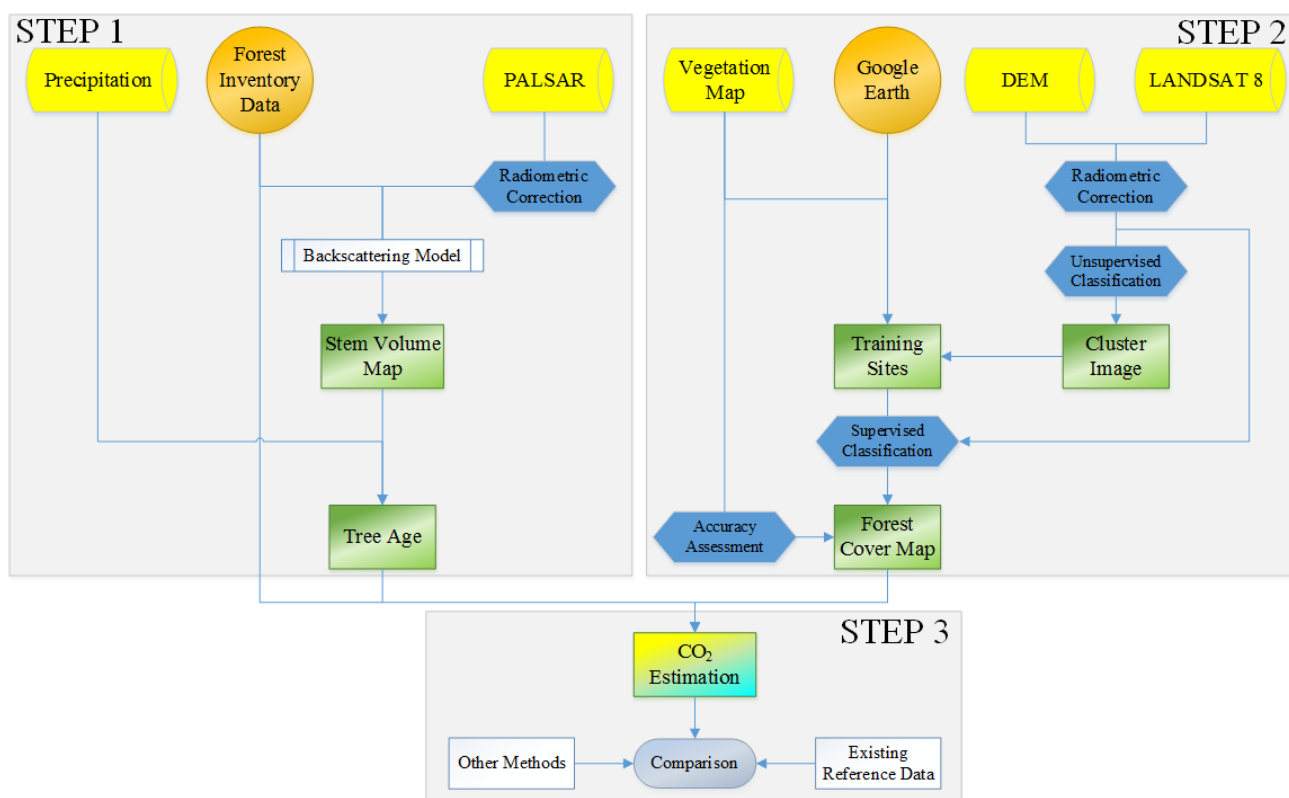 STEP 1
Precipitation
Forest
Inventory
Data
PALSAR
Radiometric
Correction
Backscattering Model
Stem Volume
Map
Tree Age
STEP 2
Vegetation
Map
Google
Earth
DEM
LANDSAT 8
Radiometric
Correction
Unsupervised
Classification
Training
Sites
Cluster
Image
Supervised
Classification
Accuracy
Assessment
Forest
Cover Map
STEP 3
CO₂
Estimation
Other Methods
Comparison
Existing
Reference Data